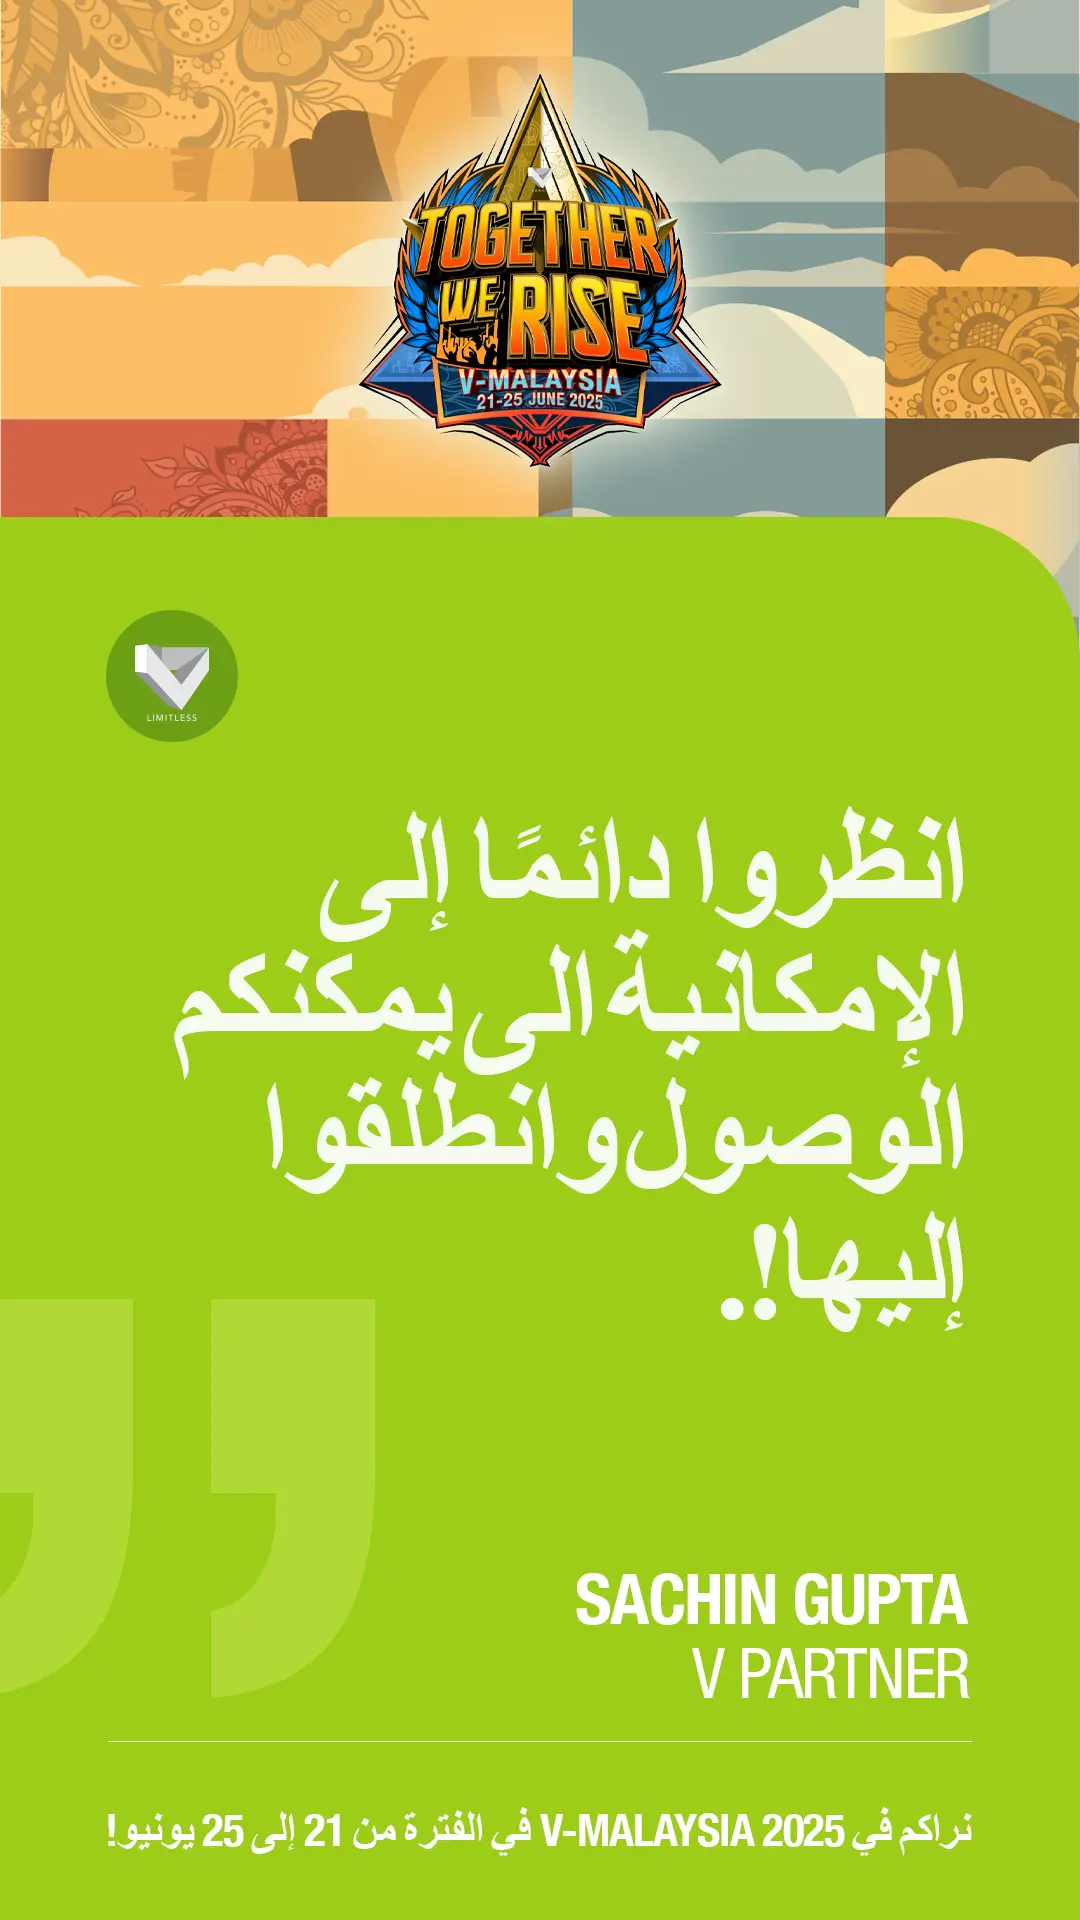 TOGETHER
WE RISE
V-MALAYSIA
21-25 JUNE 2025
LIMITLESS
انظروا دائمًا إلى
الإمكانية الى يمكنكم
الوصول وانطلقوا
إليها!.
SACHIN GUPTA
V PARTNER
نراكم في V-MALAYSIA 2025 في الفترة من 21 إلى 25 يونيو!